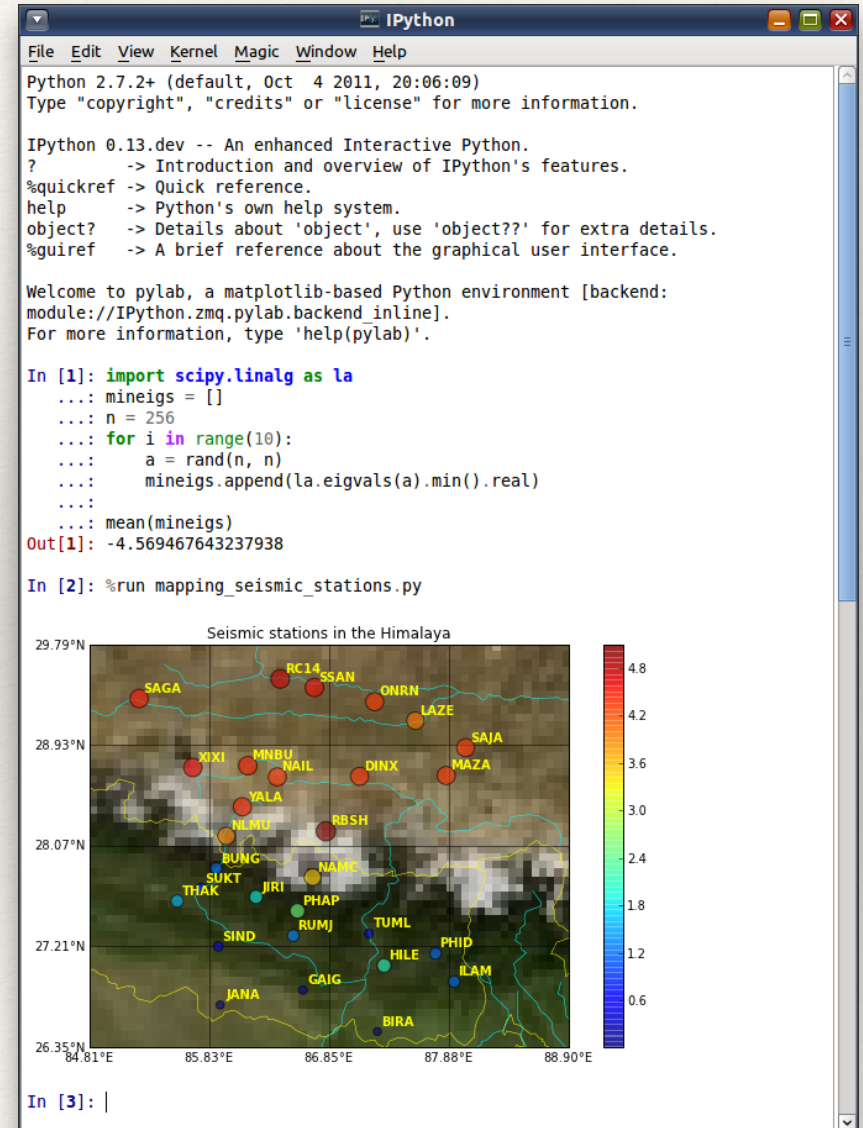 IPython
File Edit View Kernel Magic Window Help
Python 2.7.2+ (default, Oct  4 2011, 20:06:09)
Type "copyright", "credits" or "license" for more information.
IPython 0.13.dev -- An enhanced Interactive Python.
?         -> Introduction and overview of IPython's features.
%quickref -> Quick reference.
help      -> Python's own help system.
object?   -> Details about 'object', use 'object??' for extra details.
%guiref   -> A brief reference about the graphical user interface.
Welcome to pylab, a matplotlib-based Python environment [backend:
module://IPython.zmq.pylab.backend_inline].
For more information, type 'help(pylab)'.
In [1]: import scipy.linalg as la
   ...: mineigs = []
   ...: n = 256
   ...: for i in range(10):
   ...:     a = rand(n, n)
   ...:     mineigs.append(la.eigvals(a).min().real)
   ...:
   ...: mean(mineigs)
Out[1]: -4.569467643237938
In [2]: %run mapping_seismic_stations.py
Seismic stations in the Himalaya
29.79°N
RC14
SSAN
SAGA
ONRN
4.8
LAZE
4.2
SAJA
28.93°N
XIXI
MNBU
NAIL
DINX
MAZA
3.6
YALA
3.0
RBSH
NLMU
28.07°N
BUNG
2.4
NAMC
SUKT
THAK
JIRI
PHAP
1.8
RUMJ
TUML
SIND
PHID
27.21°N
HILE
1.2
ILAM
GAIG
JANA
0.6
BIRA
26.35°N
84.81°E 85.83°E 86.85°E 87.88°E 88.90°E
In [3]: